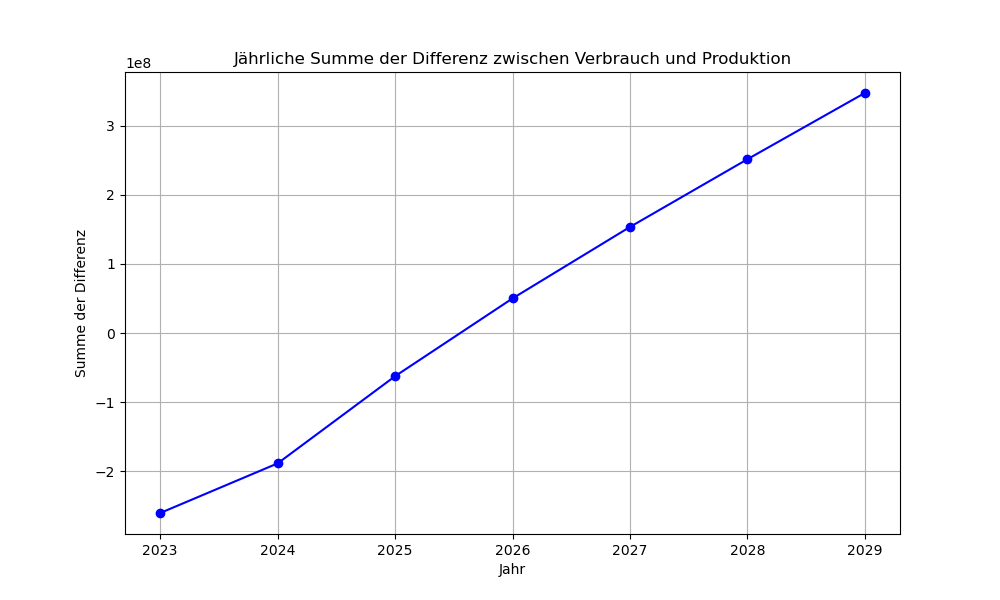 Jährliche Summe der Differenz zwischen Verbrauch und Produktion
1e8
3
2
1
0
−1
−2
Summe der Differenz
2023 2024 2025 2026 2027 2028 2029
Jahr